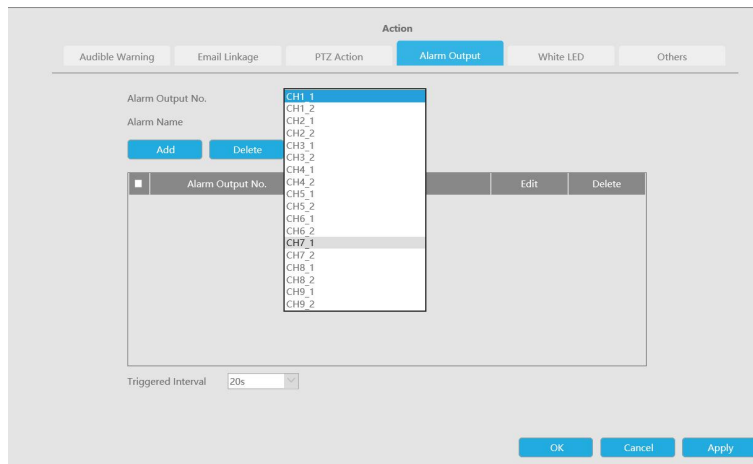 Action
Audible Warning Email Linkage PTZ Action Alarm Output White LED Others
Alarm Output No.
Alarm Name
Add Delete
CH1_1
CH1_2
CH2_1
CH2_2
CH3_1
CH3_2
CH4_1
CH4_2
CH5_1
CH5_2
CH6_1
CH6_2
CH7_1
CH7_2
CH8_1
CH8_2
CH9_1
CH9_2
Alarm Output No. Edit Delete
Triggered Interval 20s
OK Cancel Apply